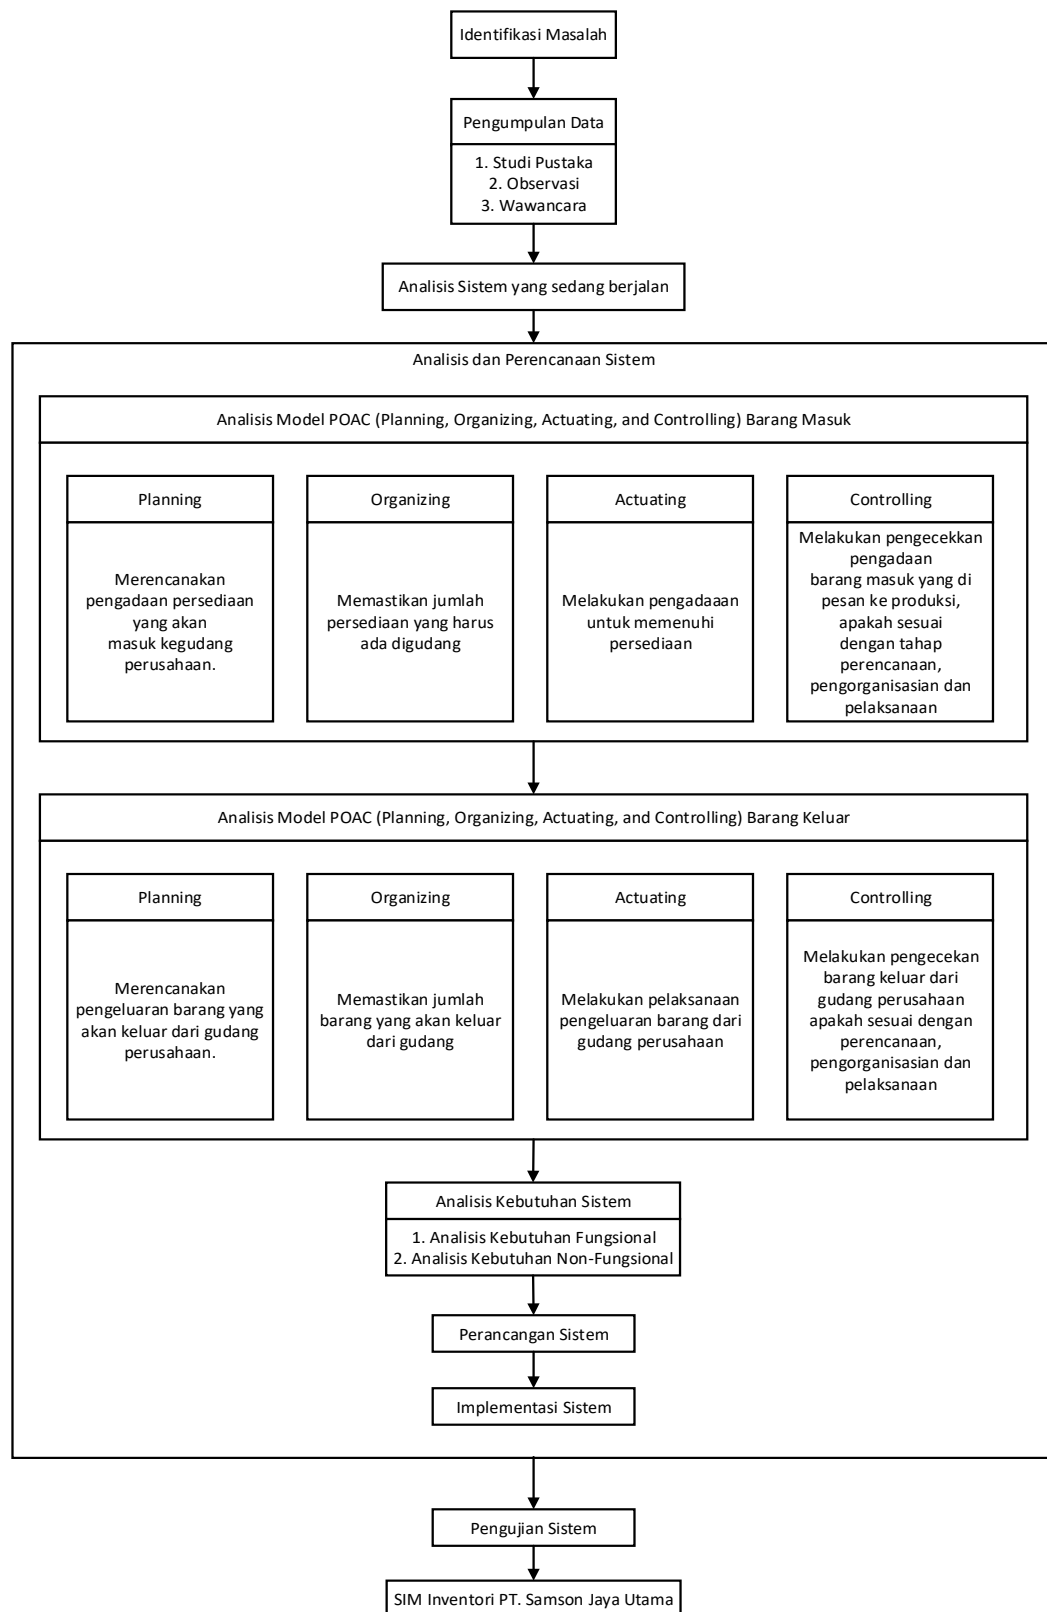 Identifikasi Masalah
Pengumpulan Data
1. Studi Pustaka
2. Observasi
3. Wawancara
Analisis Sistem yang sedang berjalan
Analisis dan Perencanaan Sistem
Analisis Model POAC (Planning, Organizing, Actuating, and Controlling) Barang Masuk
Planning
Merencanakan
pengadaan persediaan
yang akan
masuk kegudang
perusahaan.
Organizing
Memastikan jumlah
persediaan yang harus
ada digudang
Actuating
Melakukan pengadaaan
untuk memenuhi
persediaan
Controlling
Melakukan pengecekkan
pengadaan
barang masuk yang di
pesan ke produksi,
apakah sesuai
dengan tahap
perencanaan,
pengorganisasian dan
pelaksanaan
Analisis Model POAC (Planning, Organizing, Actuating, and Controlling) Barang Keluar
Planning
Merencanakan
pengeluaran barang yang
akan keluar dari gudang
perusahaan.
Organizing
Memastikan jumlah
barang yang akan keluar
dari gudang
Actuating
Melakukan pelaksanaan
pengeluaran barang dari
gudang perusahaan
Controlling
Melakukan pengecekan
barang keluar dari
gudang perusahaan
apakah sesuai dengan
perencanaan,
pengorganisasian dan
pelaksanaan
Analisis Kebutuhan Sistem
1. Analisis Kebutuhan Fungsional
2. Analisis Kebutuhan Non-Fungsional
Perancangan Sistem
Implementasi Sistem
Pengujian Sistem
SIM Inventori PT. Samson Jaya Utama